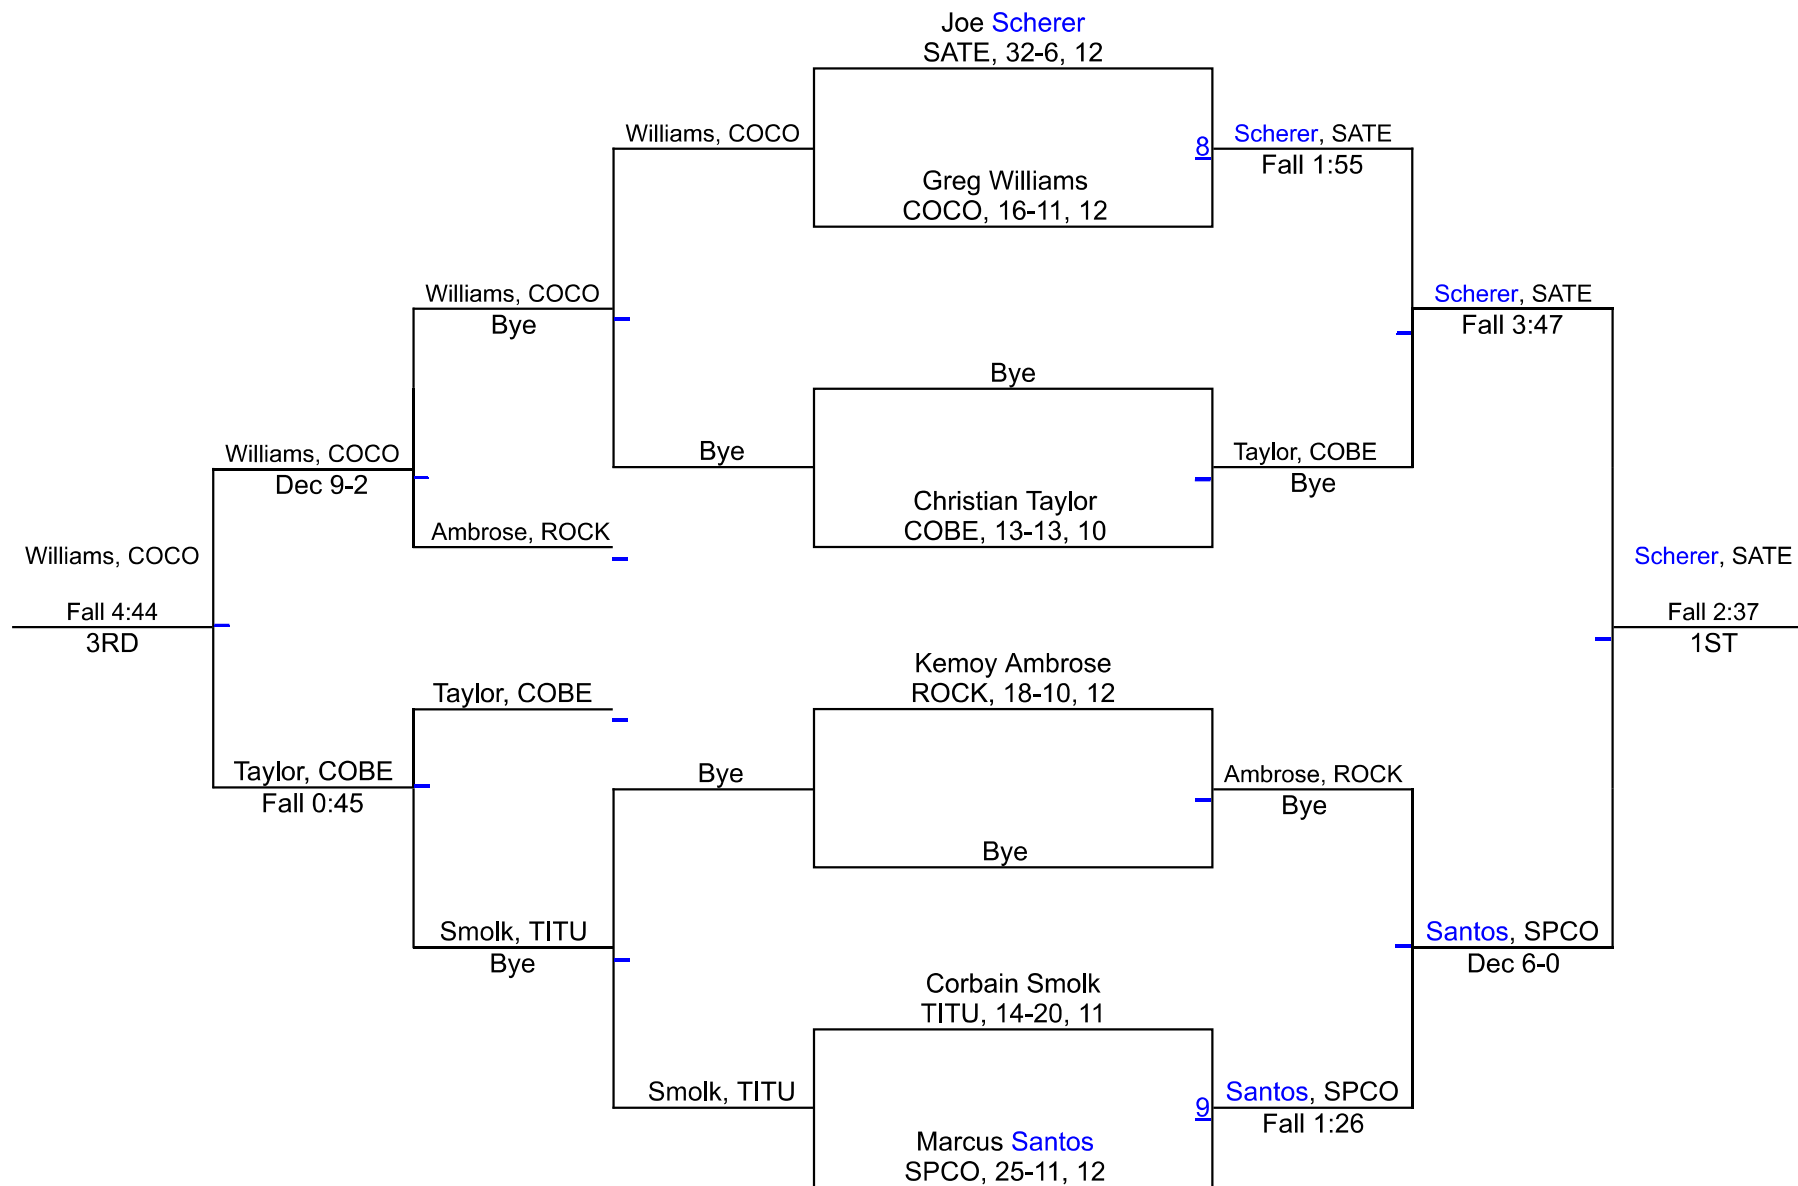 Joe Scherer
SATE, 32-6, 12
Williams, COCO
8
Scherer, SATE
Fall 1:55
Greg Williams
COCO, 16-11, 12
Williams, COCO
Bye
Scherer, SATE
Fall 3:47
Bye
Williams, COCO
Dec 9-2
Bye
Taylor, COBE
Bye
Christian Taylor
COBE, 13-13, 10
Ambrose, ROCK
Williams, COCO
Fall 4:44
3RD
Scherer, SATE
Fall 2:37
1ST
Kemoy Ambrose
ROCK, 18-10, 12
Taylor, COBE
Taylor, COBE
Fall 0:45
Bye
Ambrose, ROCK
Bye
Bye
Smolk, TITU
Bye
Santos, SPCO
Dec 6-0
Corbain Smolk
TITU, 14-20, 11
Smolk, TITU
9
Santos, SPCO
Fall 1:26
Marcus Santos
SPCO, 25-11, 12